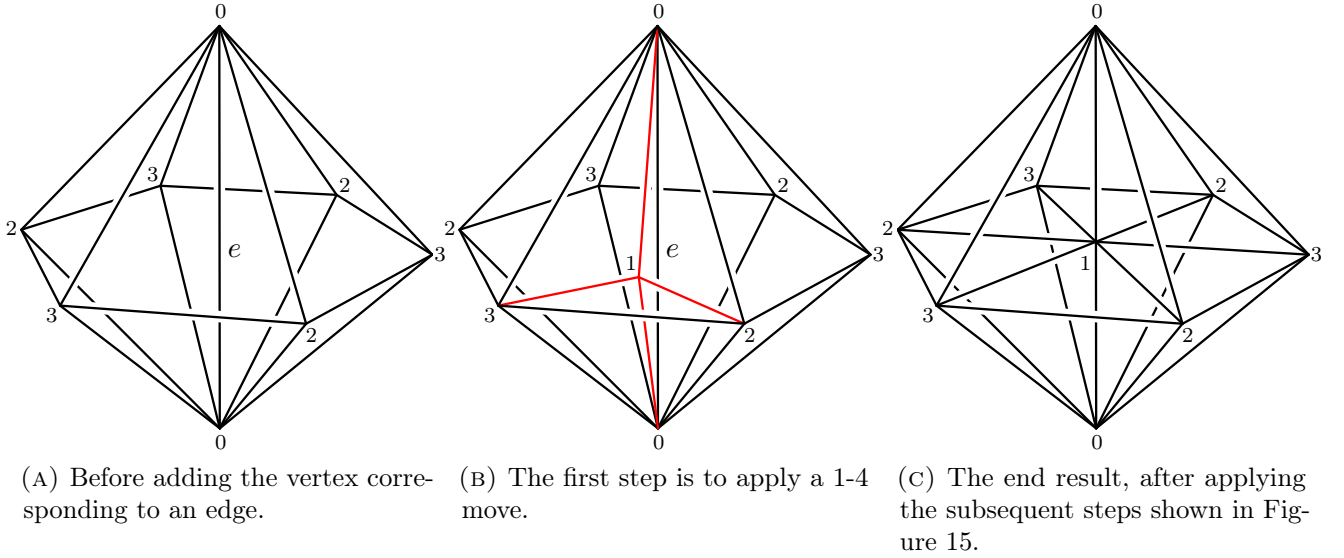 0 0 0
3 2 3 2 3 2
2 2 2
e e
3 1 3 1 3
3 3 3
2 2 2
0 0 0
(A) Before adding the vertex corre-
sponding to an edge.
(B) The first step is to apply a 1-4
move.
(C) The end result, after applying
the subsequent steps shown in Fig-
ure 15.